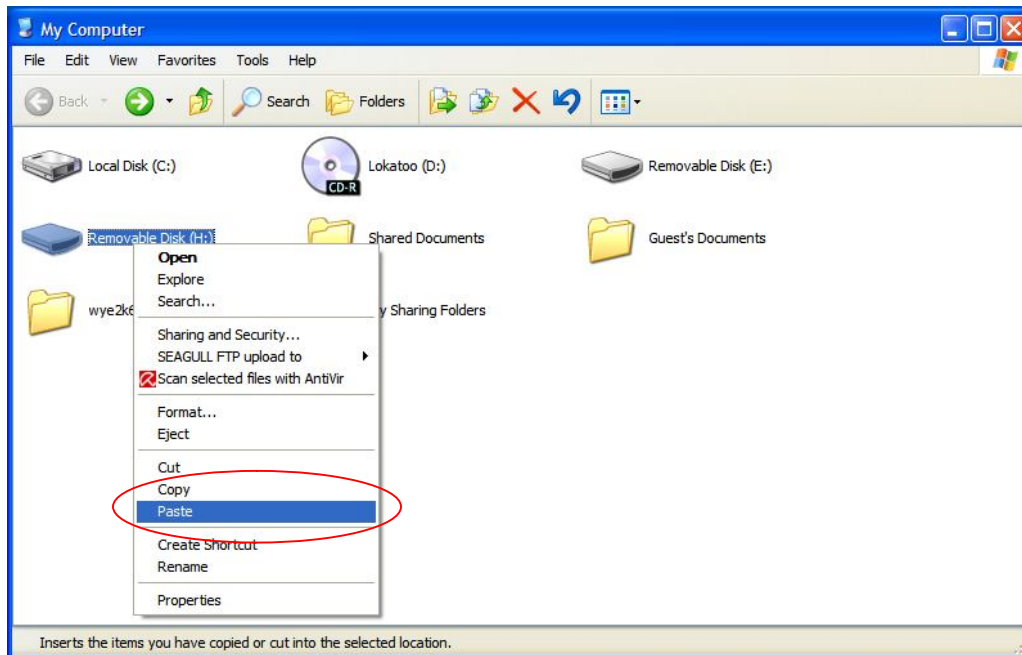 My Computer
File Edit View Favorites Tools Help
Back Search Folders
Local Disk (C:) Lokatoo (D:) Removable Disk (E:)
CD-R
Removable Disk (H:) Shared Documents Guest's Documents
Open
Explore
Search...
wye2k6 y Sharing Folders
Sharing and Security...
SEAGULL FTP upload to
Scan selected files with AntiVir
Format...
Eject
Cut
Copy
Paste
Create Shortcut
Rename
Properties
Inserts the items you have copied or cut into the selected location.